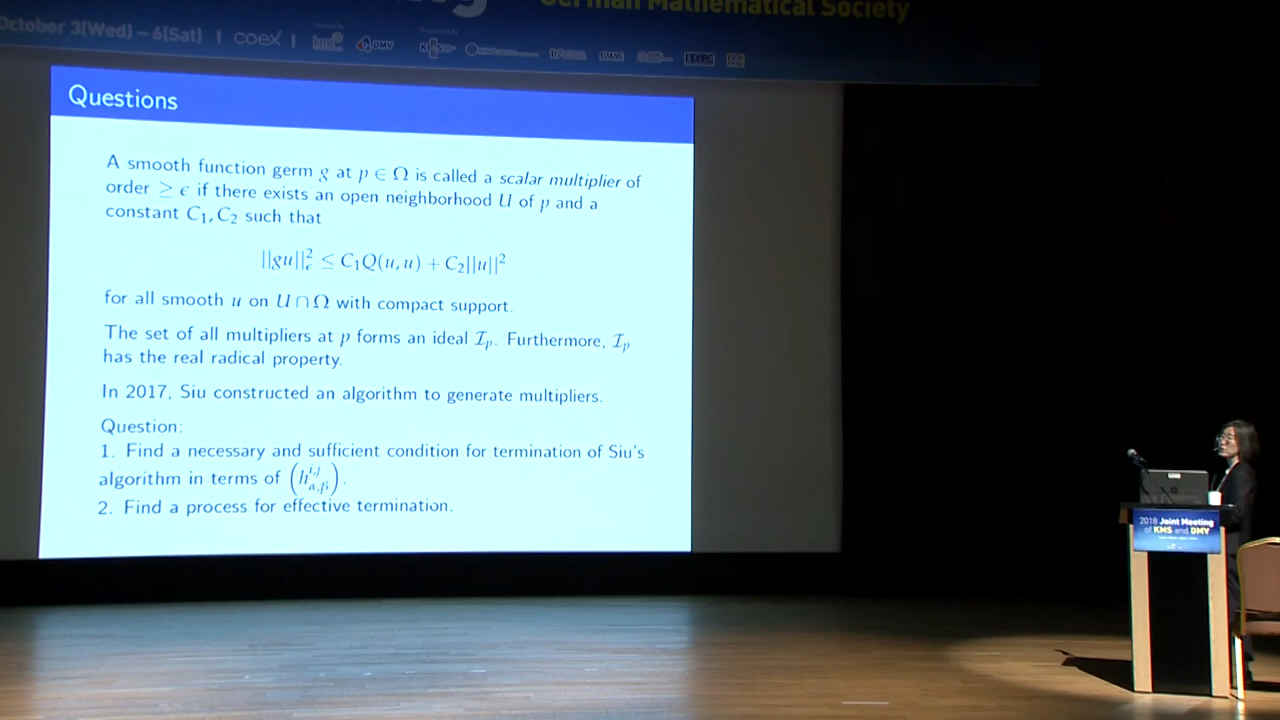 German Mathematical Society
October 3(Wed) ~ 6(Sat) | coex |
DMV
Questions
A smooth function germ g at p ∈ Ω is called a scalar multiplier of
order ≥ ϵ if there exists an open neighborhood U of p and a
constant C₁, C₂ such that
||gu||²_ϵ ≤ C₁Q(u, u) + C₂||u||²
for all smooth u on U ∩ Ω with compact support.
The set of all multipliers at p forms an ideal 𝓘_p. Furthermore, 𝓘_p
has the real radical property.
In 2017, Siu constructed an algorithm to generate multipliers.
Question:
1. Find a necessary and sufficient condition for termination of Siu's
algorithm in terms of (h^{i,j}_{α,β}).
2. Find a process for effective termination.
2018 Joint Meeting
of KMS and DMV